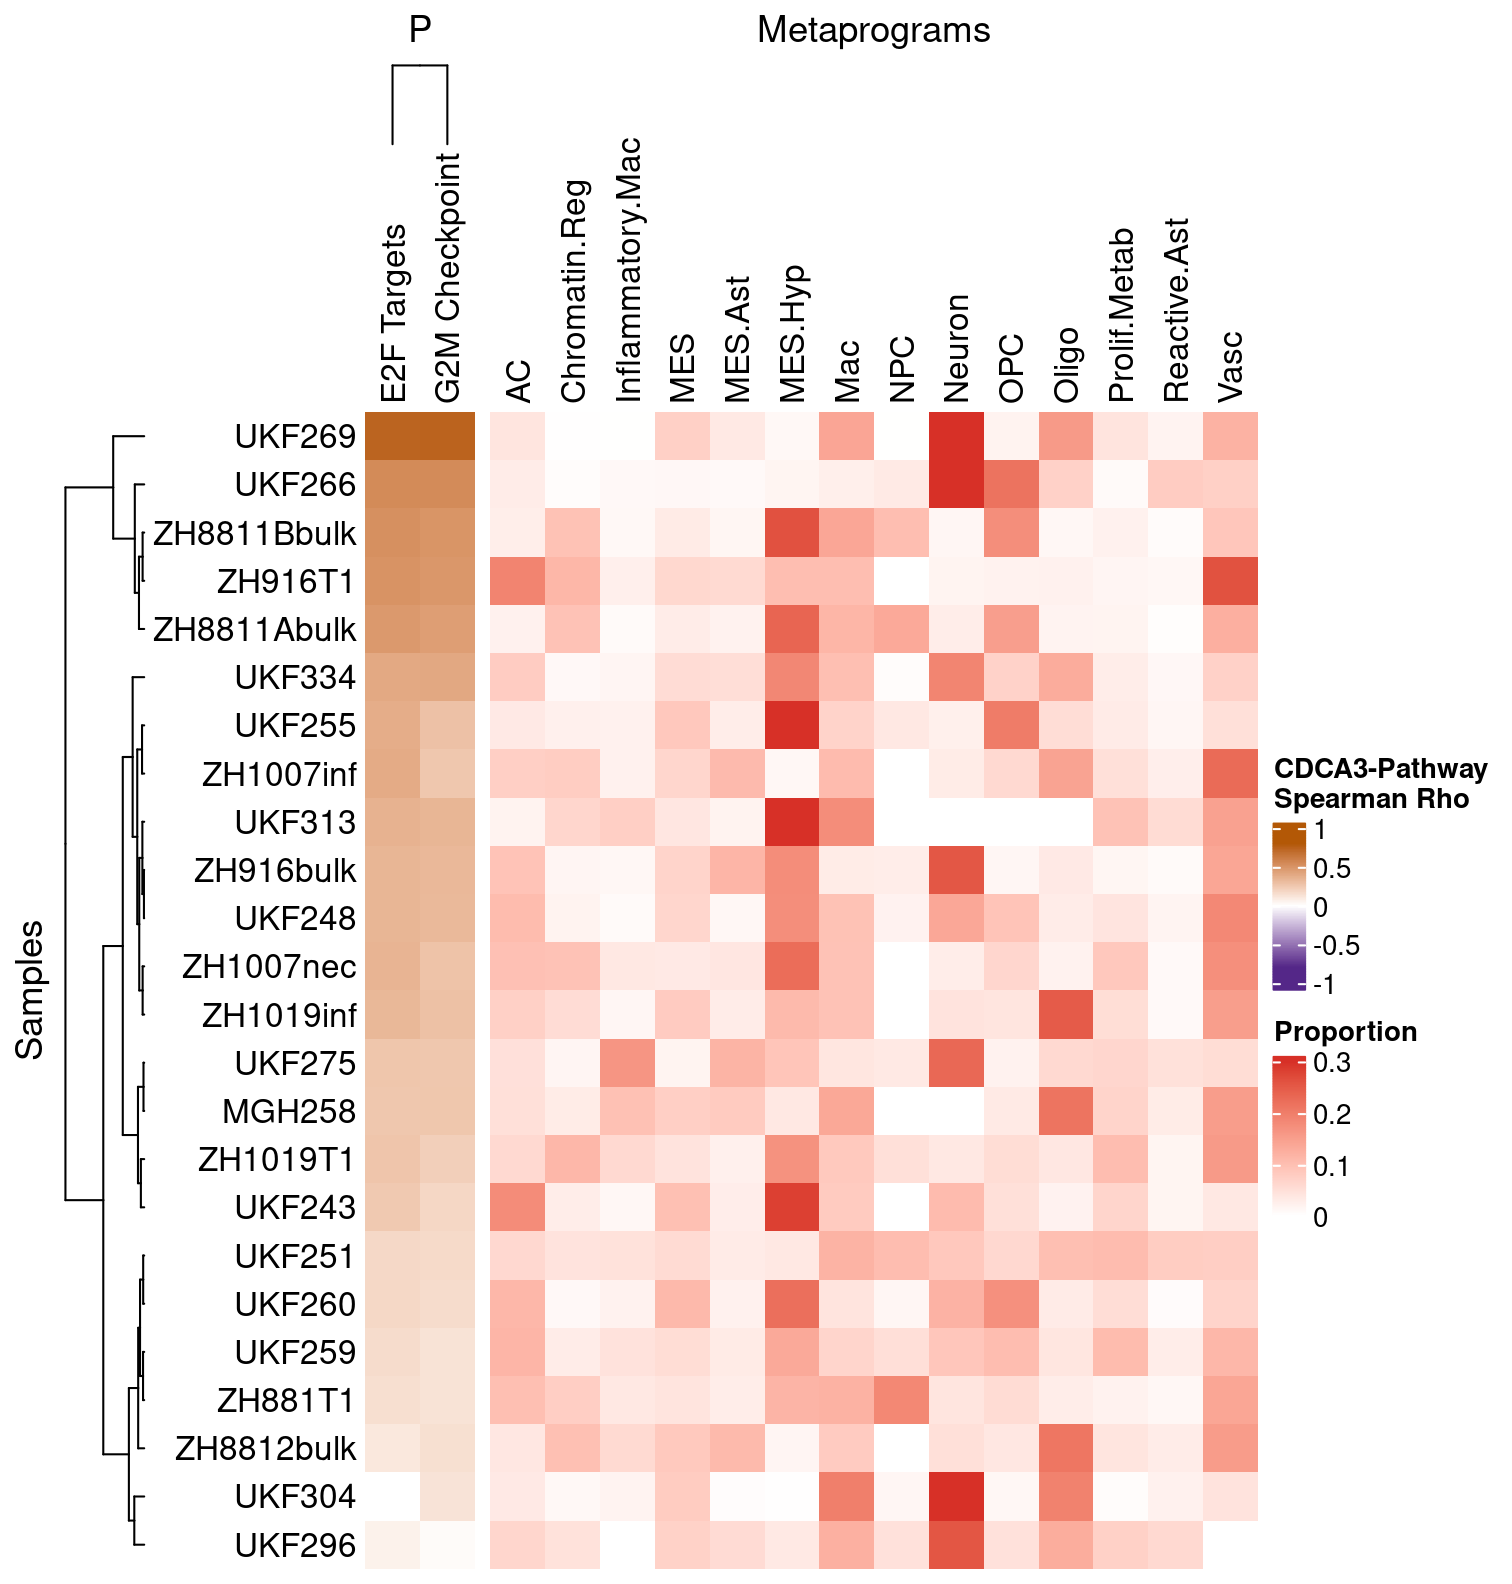 P
Metaprograms
E2F Targets
G2M Checkpoint
AC
Chromatin.Reg
Inflammatory.Mac
MES
MES.Ast
MES.Hyp
Mac
NPC
Neuron
OPC
Oligo
Prolif.Metab
Reactive.Ast
Vasc
Samples
UKF269
UKF266
ZH8811Bbulk
ZH916T1
ZH8811Abulk
UKF334
UKF255
ZH1007inf
UKF313
ZH916bulk
UKF248
ZH1007nec
ZH1019inf
UKF275
MGH258
ZH1019T1
UKF243
UKF251
UKF260
UKF259
ZH881T1
ZH8812bulk
UKF304
UKF296
CDCA3-Pathway
Spearman Rho
1
0.5
0
-0.5
-1
Proportion
0.3
0.2
0.1
0